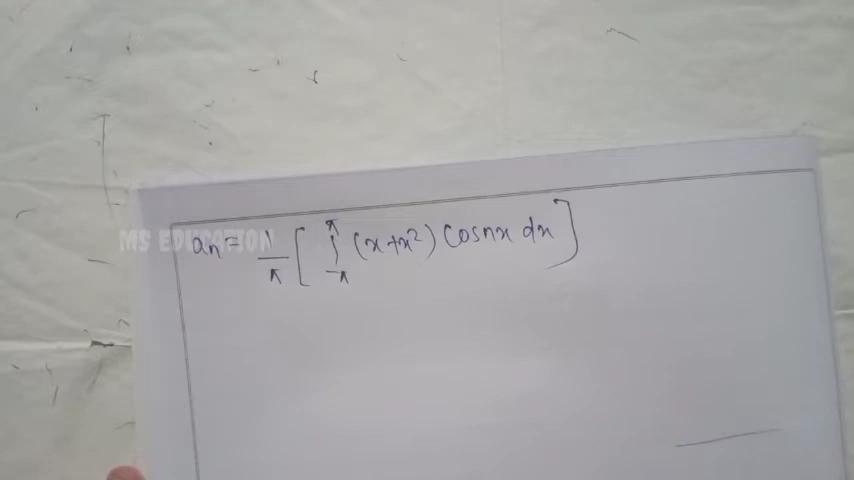 MS EDUCATION
aₙ = 1/π [ ∫_{-π}^{π} (x+x²) cosnx dx ]